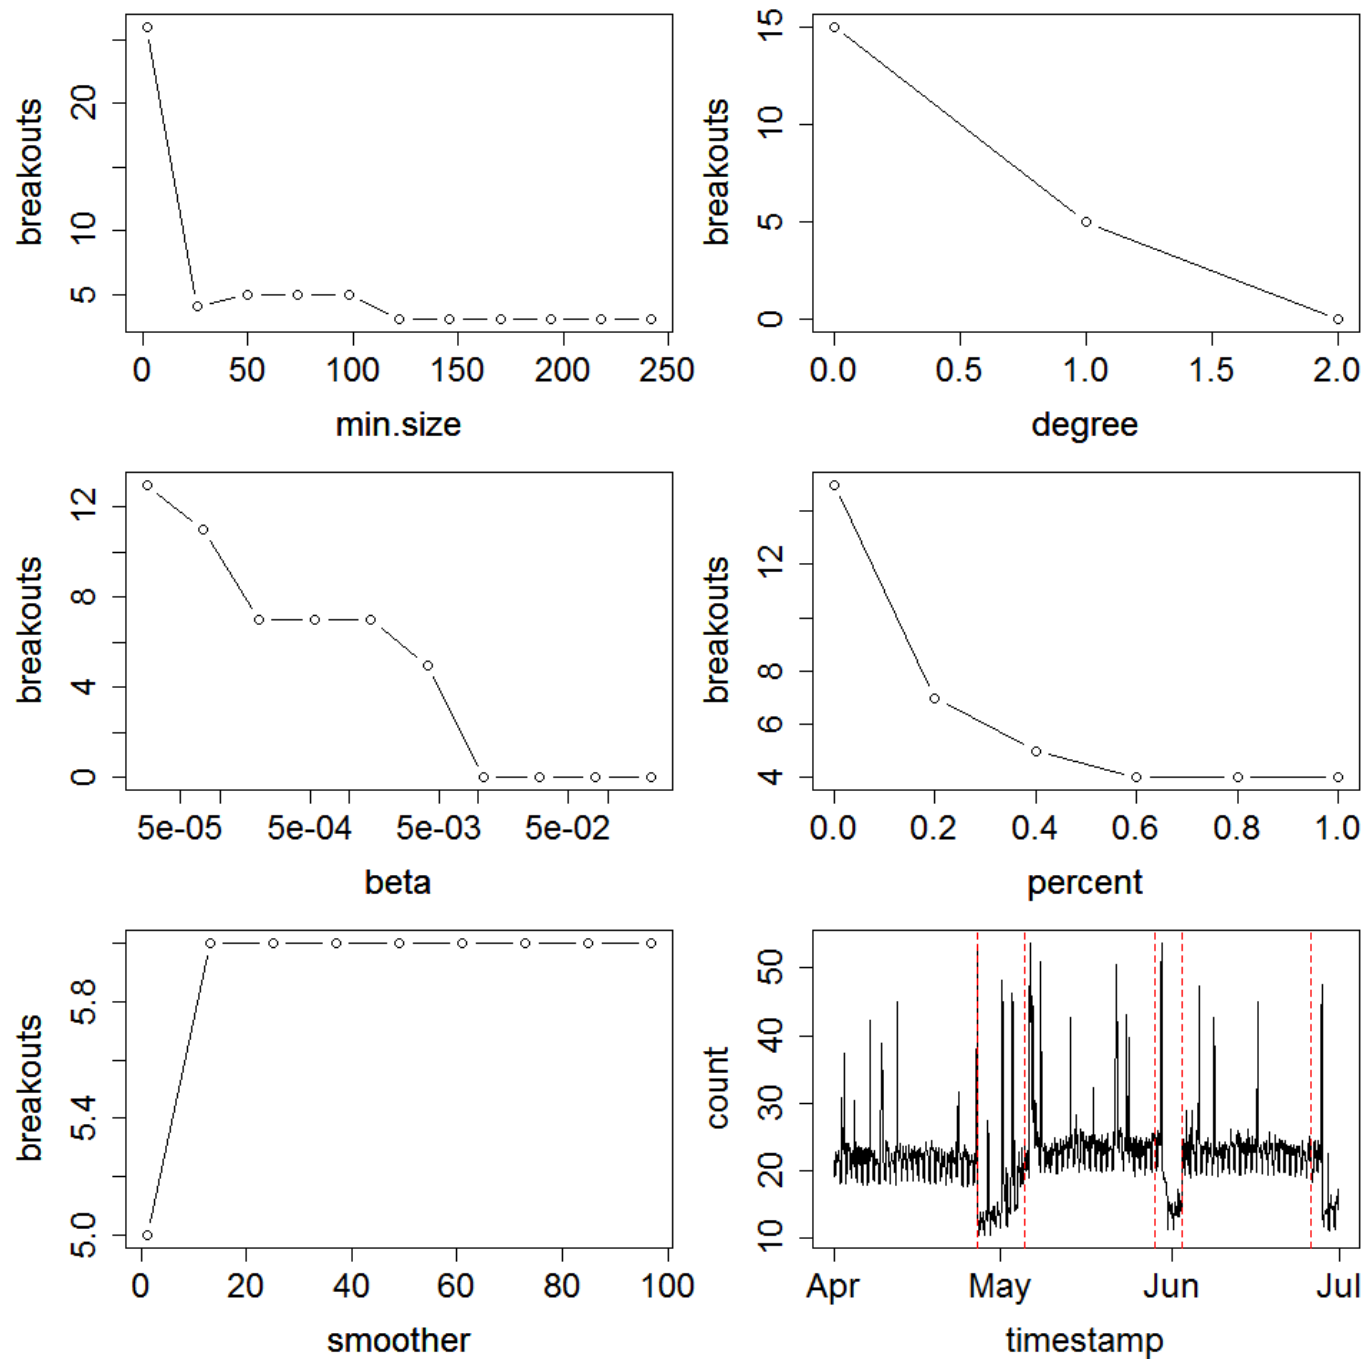 breakouts
20
10
5
0 50 100 150 200 250
min.size
breakouts
15
10
5
0
0.0 0.5 1.0 1.5 2.0
degree
breakouts
12
8
4
0
5e-05 5e-04 5e-03 5e-02
beta
breakouts
12
8
6
4
0.0 0.2 0.4 0.6 0.8 1.0
percent
breakouts
5.8
5.4
5.0
0 20 40 60 80 100
smoother
count
50
40
30
20
10
Apr May Jun Jul
timestamp